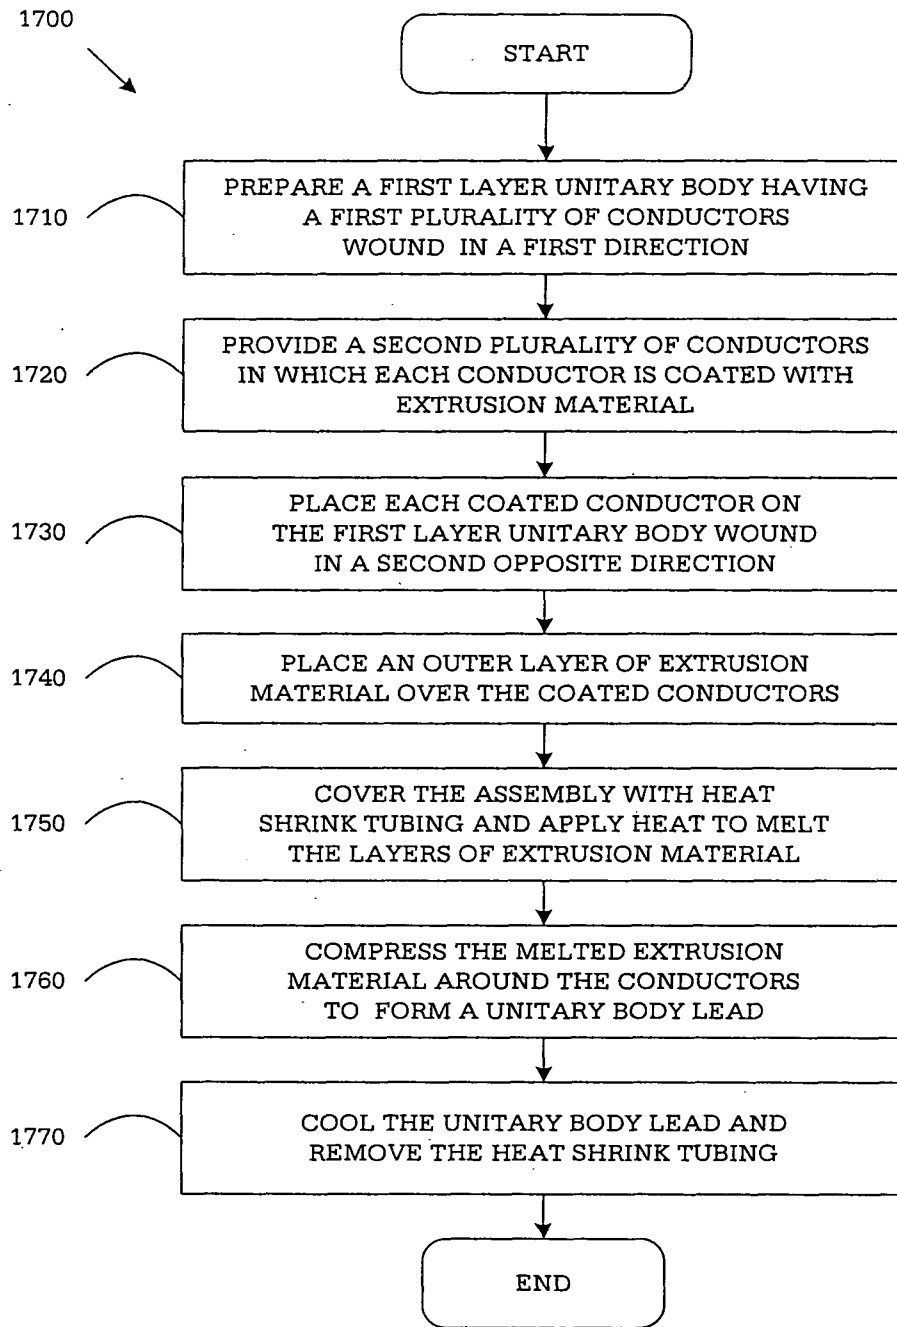 1700
START
1710
PREPARE A FIRST LAYER UNITARY BODY HAVING
A FIRST PLURALITY OF CONDUCTORS
WOUND IN A FIRST DIRECTION
1720
PROVIDE A SECOND PLURALITY OF CONDUCTORS
IN WHICH EACH CONDUCTOR IS COATED WITH
EXTRUSION MATERIAL
1730
PLACE EACH COATED CONDUCTOR ON
THE FIRST LAYER UNITARY BODY WOUND
IN A SECOND OPPOSITE DIRECTION
1740
PLACE AN OUTER LAYER OF EXTRUSION
MATERIAL OVER THE COATED CONDUCTORS
1750
COVER THE ASSEMBLY WITH HEAT
SHRINK TUBING AND APPLY HEAT TO MELT
THE LAYERS OF EXTRUSION MATERIAL
1760
COMPRESS THE MELTED EXTRUSION
MATERIAL AROUND THE CONDUCTORS
TO FORM A UNITARY BODY LEAD
1770
COOL THE UNITARY BODY LEAD AND
REMOVE THE HEAT SHRINK TUBING
END